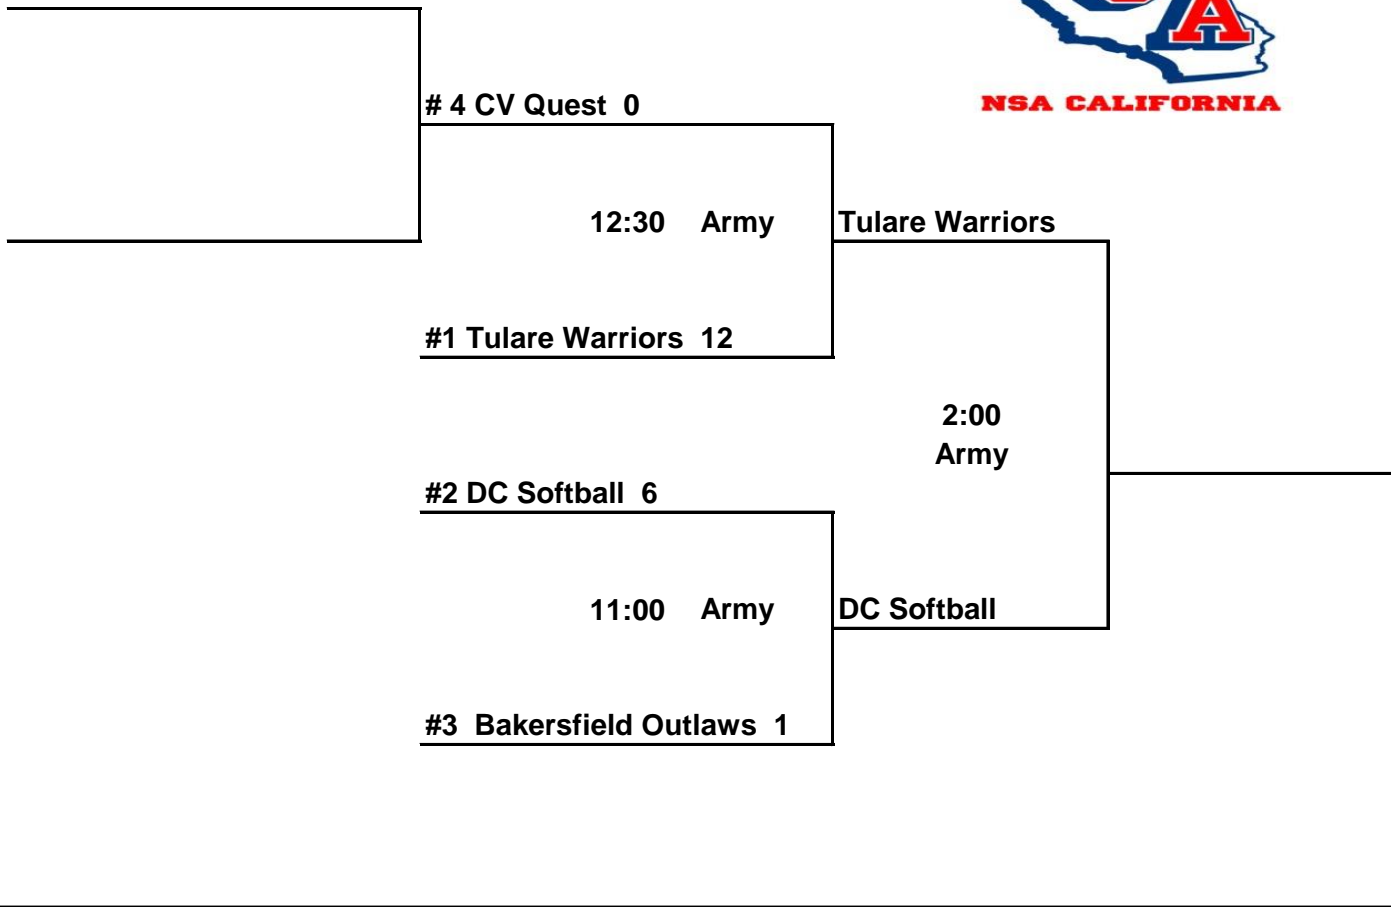 A
NSA CALIFORNIA
# 4 CV Quest  0
12:30 Army
Tulare Warriors
#1 Tulare Warriors  12
2:00
Army
#2 DC Softball  6
11:00 Army
DC Softball
#3  Bakersfield Outlaws  1